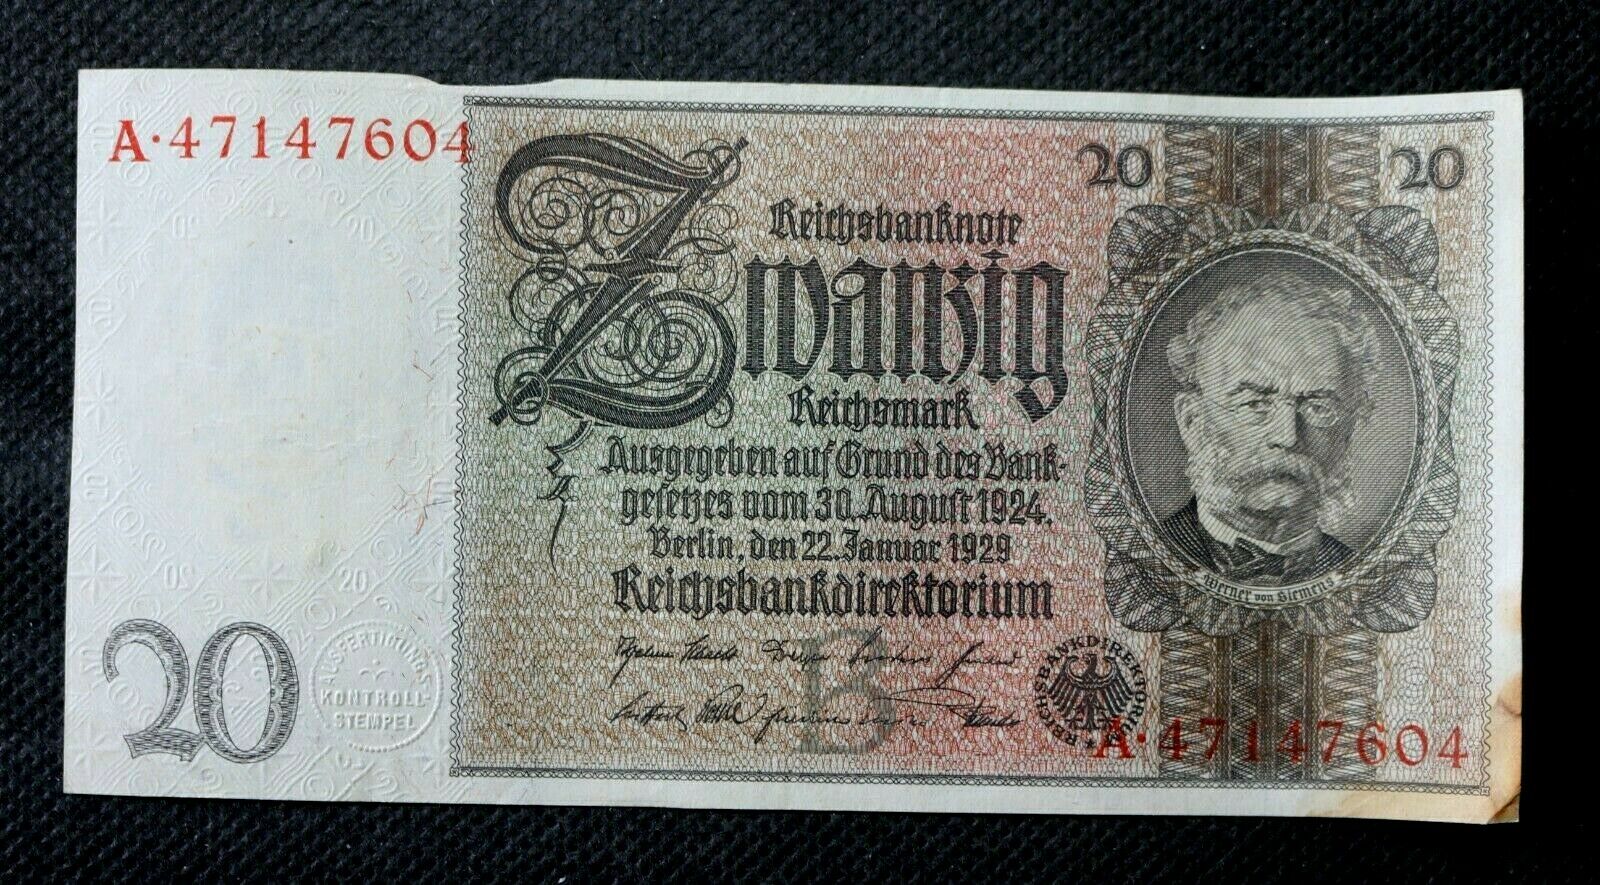 A·47147604
20 20
Reichsbanknote
Zwanzig
Reichsmark
Ausgegeben auf Grund des Bank-
gesetzes vom 30. August 1924.
Berlin, den 22. Januar 1929
Reichsbankdirektorium
Werner von Siemens
B
REICHSBANKDIREKTORIUM
20
AUSFERTIGUNGS
KONTROLL-
STEMPEL
A·47147604